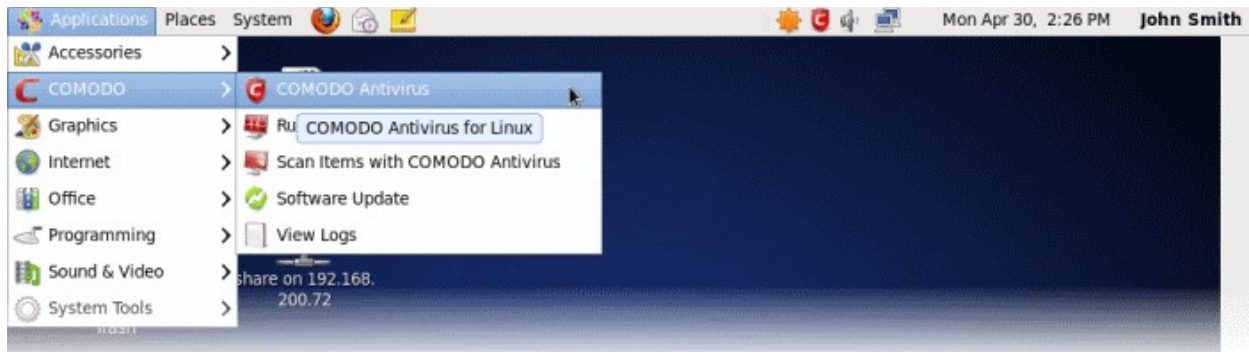 Applications Places System Mon Apr 30, 2:26 PM John Smith
Accessories
COMODO
Graphics
Internet
Office
Programming
Sound & Video
System Tools
COMODO Antivirus
Ru
COMODO Antivirus for Linux
Scan Items with COMODO Antivirus
Software Update
View Logs
share on 192.168.
200.72